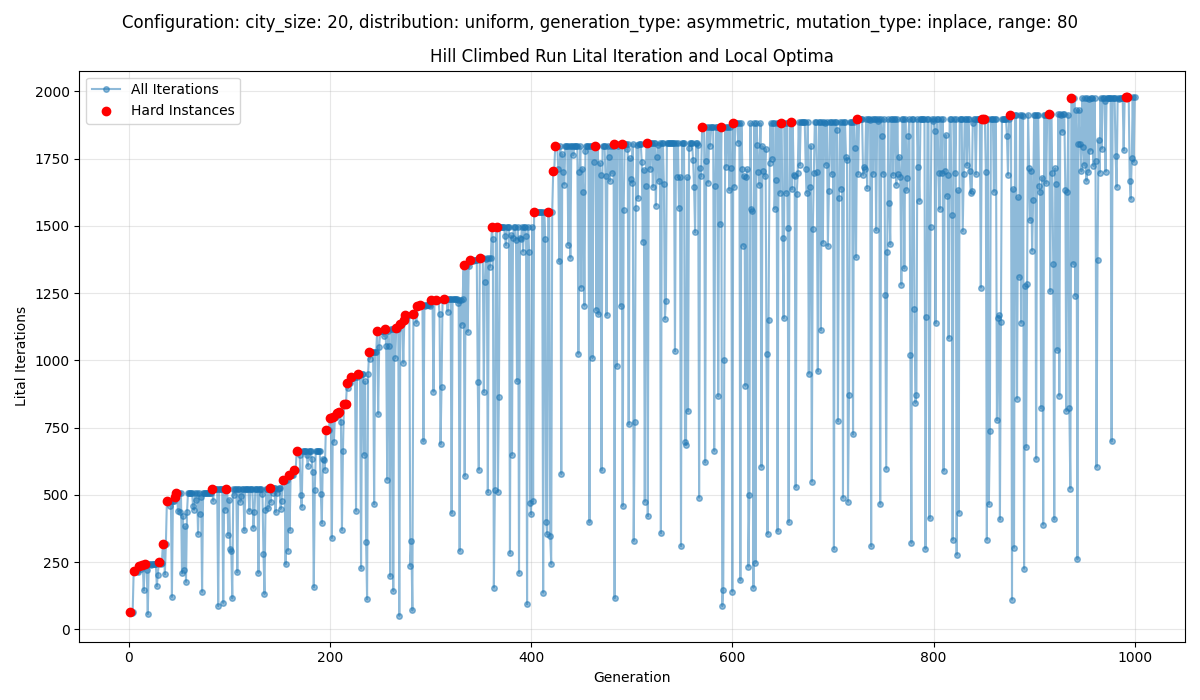 Configuration: city_size: 20, distribution: uniform, generation_type: asymmetric, mutation_type: inplace, range: 80
Hill Climbed Run Lital Iteration and Local Optima
All Iterations
Hard Instances
Lital Iterations
2000
1750
1500
1250
1000
750
500
250
0
0 200 400 600 800 1000
Generation